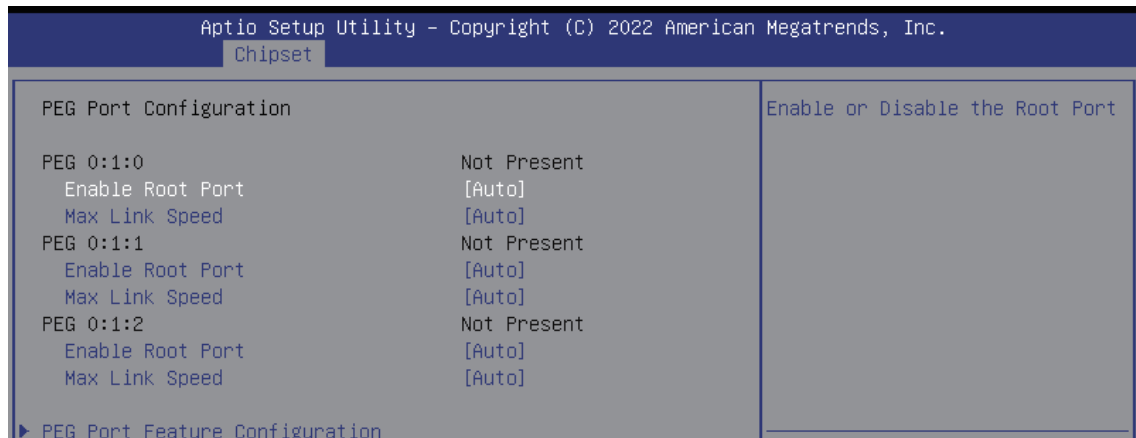 Aptio Setup Utility – Copyright (C) 2022 American Megatrends, Inc.
Chipset
PEG Port Configuration
Enable or Disable the Root Port
PEG 0:1:0 Not Present
Enable Root Port [Auto]
Max Link Speed [Auto]
PEG 0:1:1 Not Present
Enable Root Port [Auto]
Max Link Speed [Auto]
PEG 0:1:2 Not Present
Enable Root Port [Auto]
Max Link Speed [Auto]
PEG Port Feature Configuration